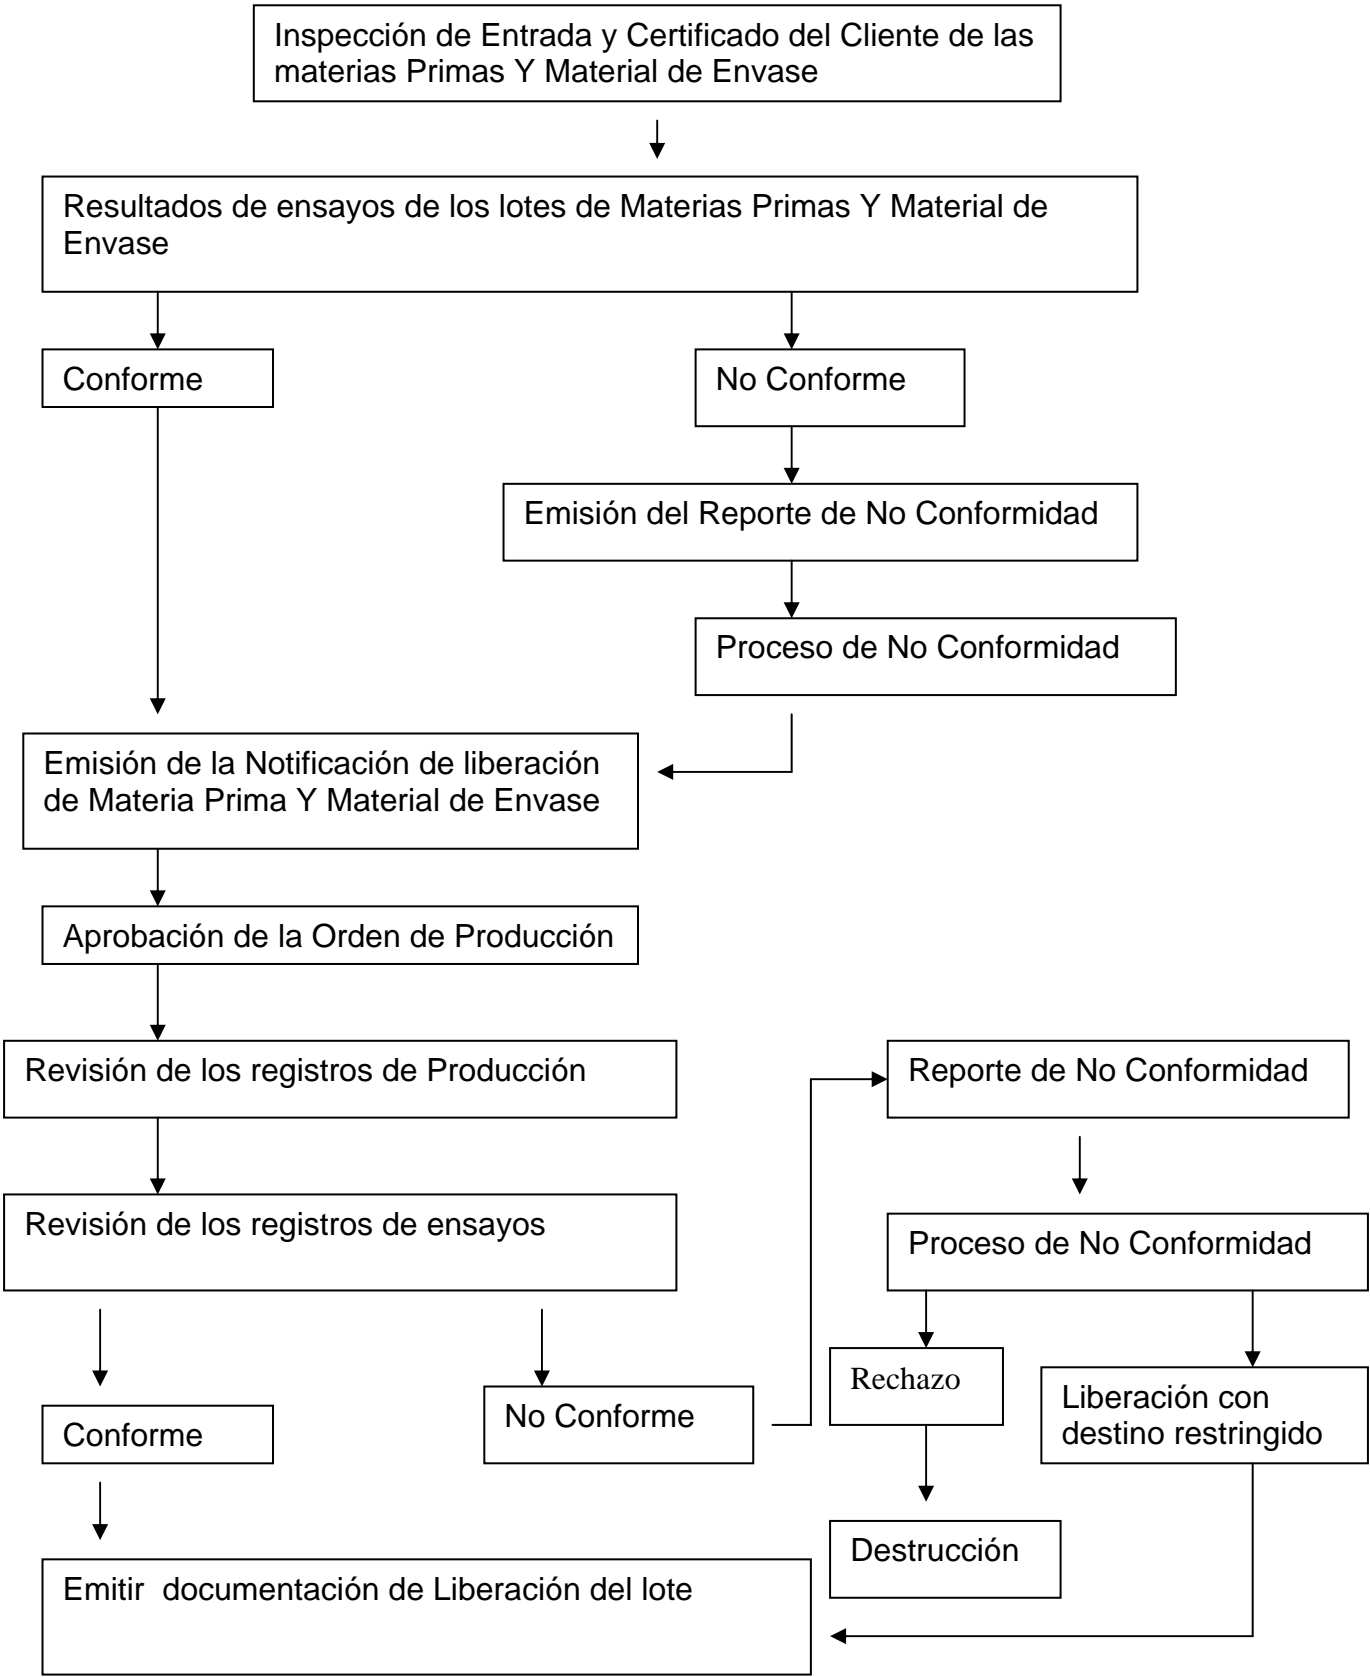 Inspección de Entrada y Certificado del Cliente de las
materias Primas Y Material de Envase
Resultados de ensayos de los lotes de Materias Primas Y Material de
Envase
Conforme
No Conforme
Emisión del Reporte de No Conformidad
Proceso de No Conformidad
Emisión de la Notificación de liberación
de Materia Prima Y Material de Envase
Aprobación de la Orden de Producción
Revisión de los registros de Producción
Reporte de No Conformidad
Revisión de los registros de ensayos
Proceso de No Conformidad
Rechazo
Liberación con
destino restringido
No Conforme
Conforme
Destrucción
Emitir  documentación de Liberación del lote